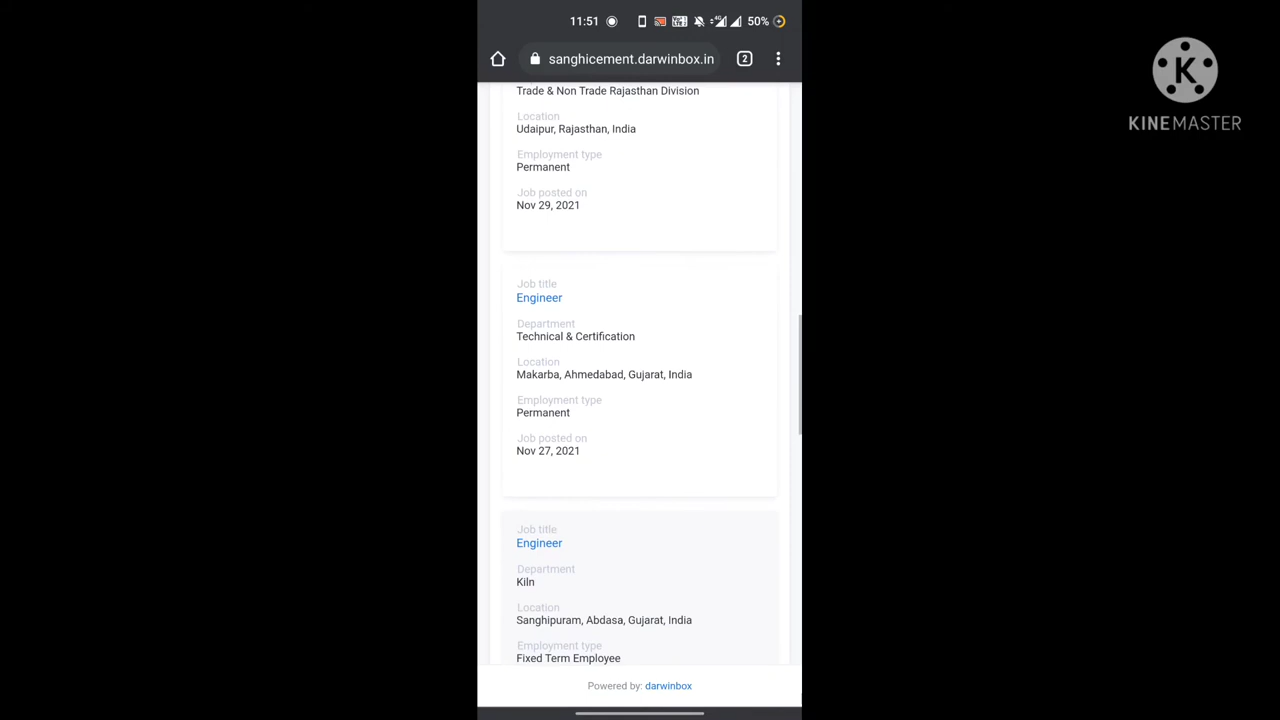 11:51
50%
sanghicement.darwinbox.in
2
K
KINEMASTER
Trade & Non Trade Rajasthan Division
Location
Udaipur, Rajasthan, India
Employment type
Permanent
Job posted on
Nov 29, 2021
Job title
Engineer
Department
Technical & Certification
Location
Makarba, Ahmedabad, Gujarat, India
Employment type
Permanent
Job posted on
Nov 27, 2021
Job title
Engineer
Department
Kiln
Location
Sanghipuram, Abdasa, Gujarat, India
Employment type
Fixed Term Employee
Powered by: darwinbox